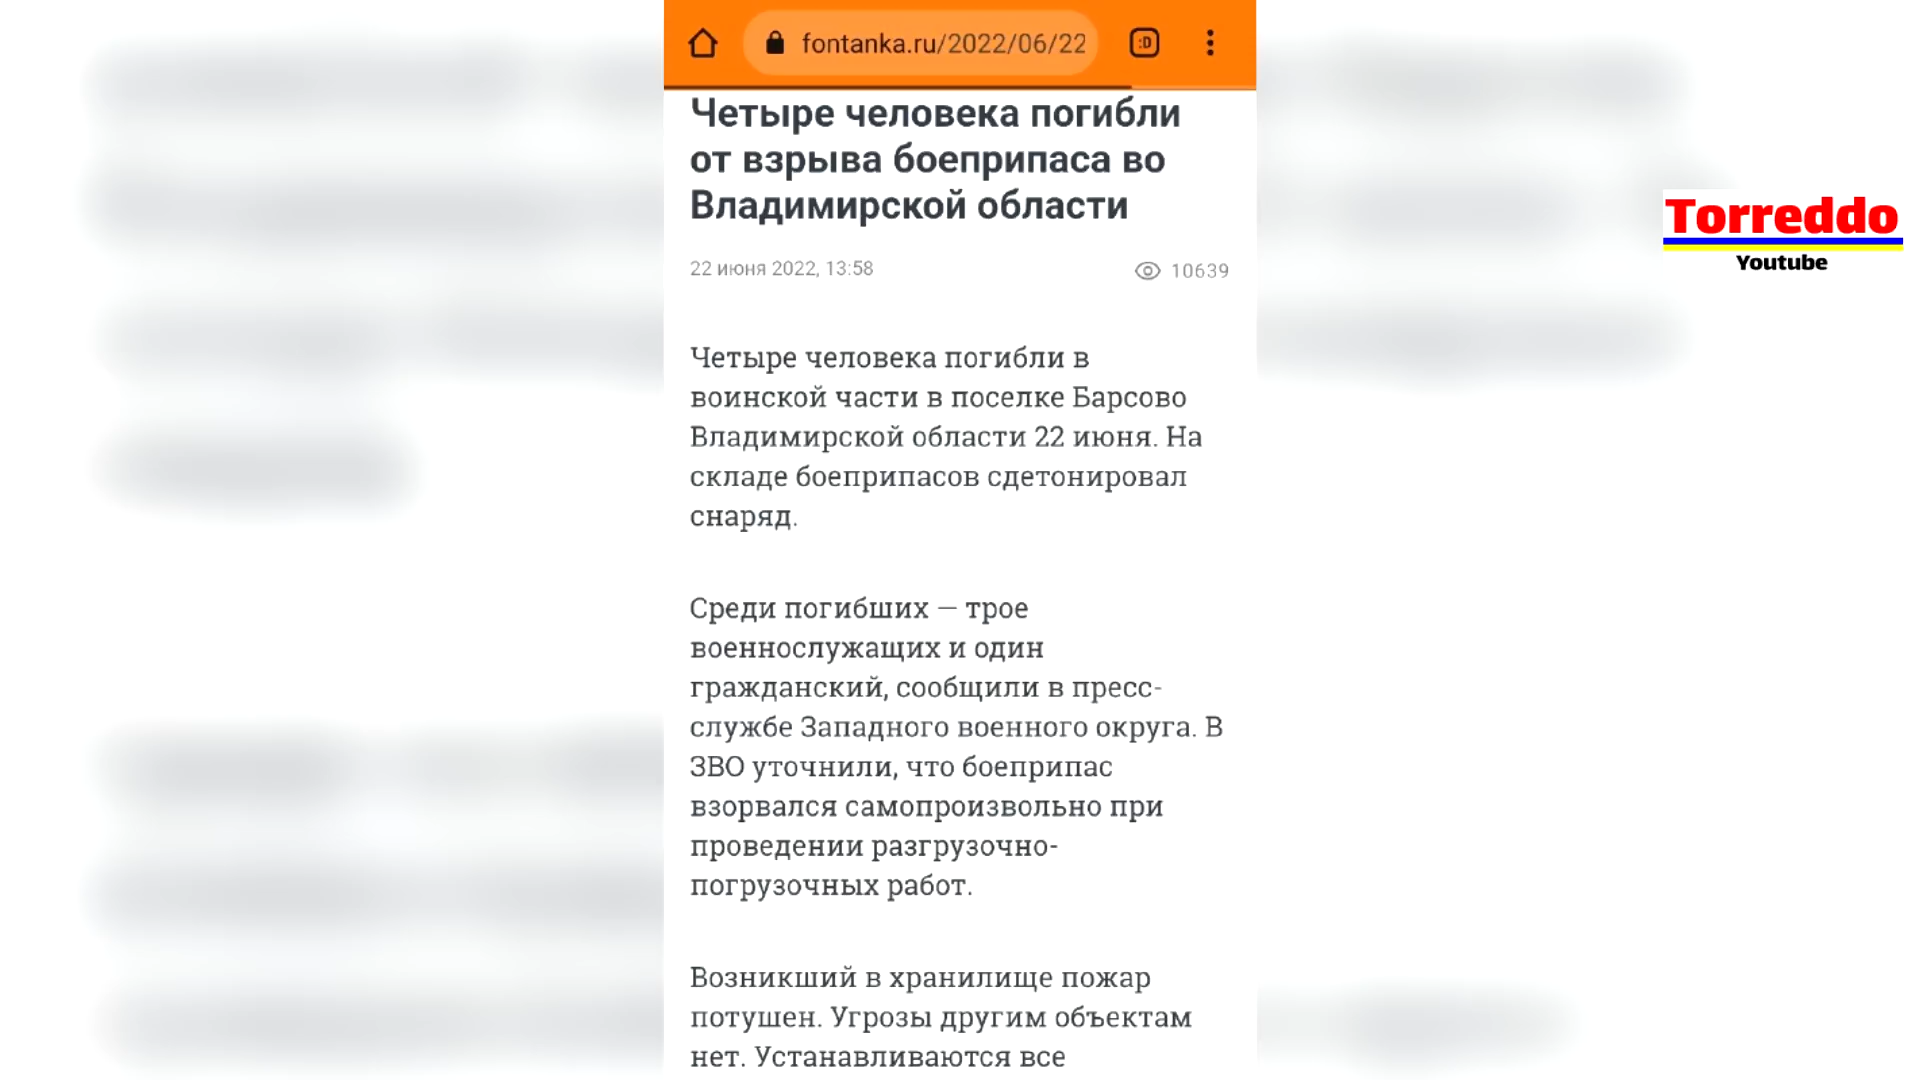 fontanka.ru/2022/06/22
:D
Четыре человека погибли
от взрыва боеприпаса во
Владимирской области
22 июня 2022, 13:58
10639
Четыре человека погибли в
воинской части в поселке Барсово
Владимирской области 22 июня. На
складе боеприпасов сдетонировал
снаряд.
Среди погибших — трое
военнослужащих и один
гражданский, сообщили в пресс-
службе Западного военного округа. В
ЗВО уточнили, что боеприпас
взорвался самопроизвольно при
проведении разгрузочно-
погрузочных работ.
Возникший в хранилище пожар
потушен. Угрозы другим объектам
нет. Устанавливаются все
Torreddo
Youtube